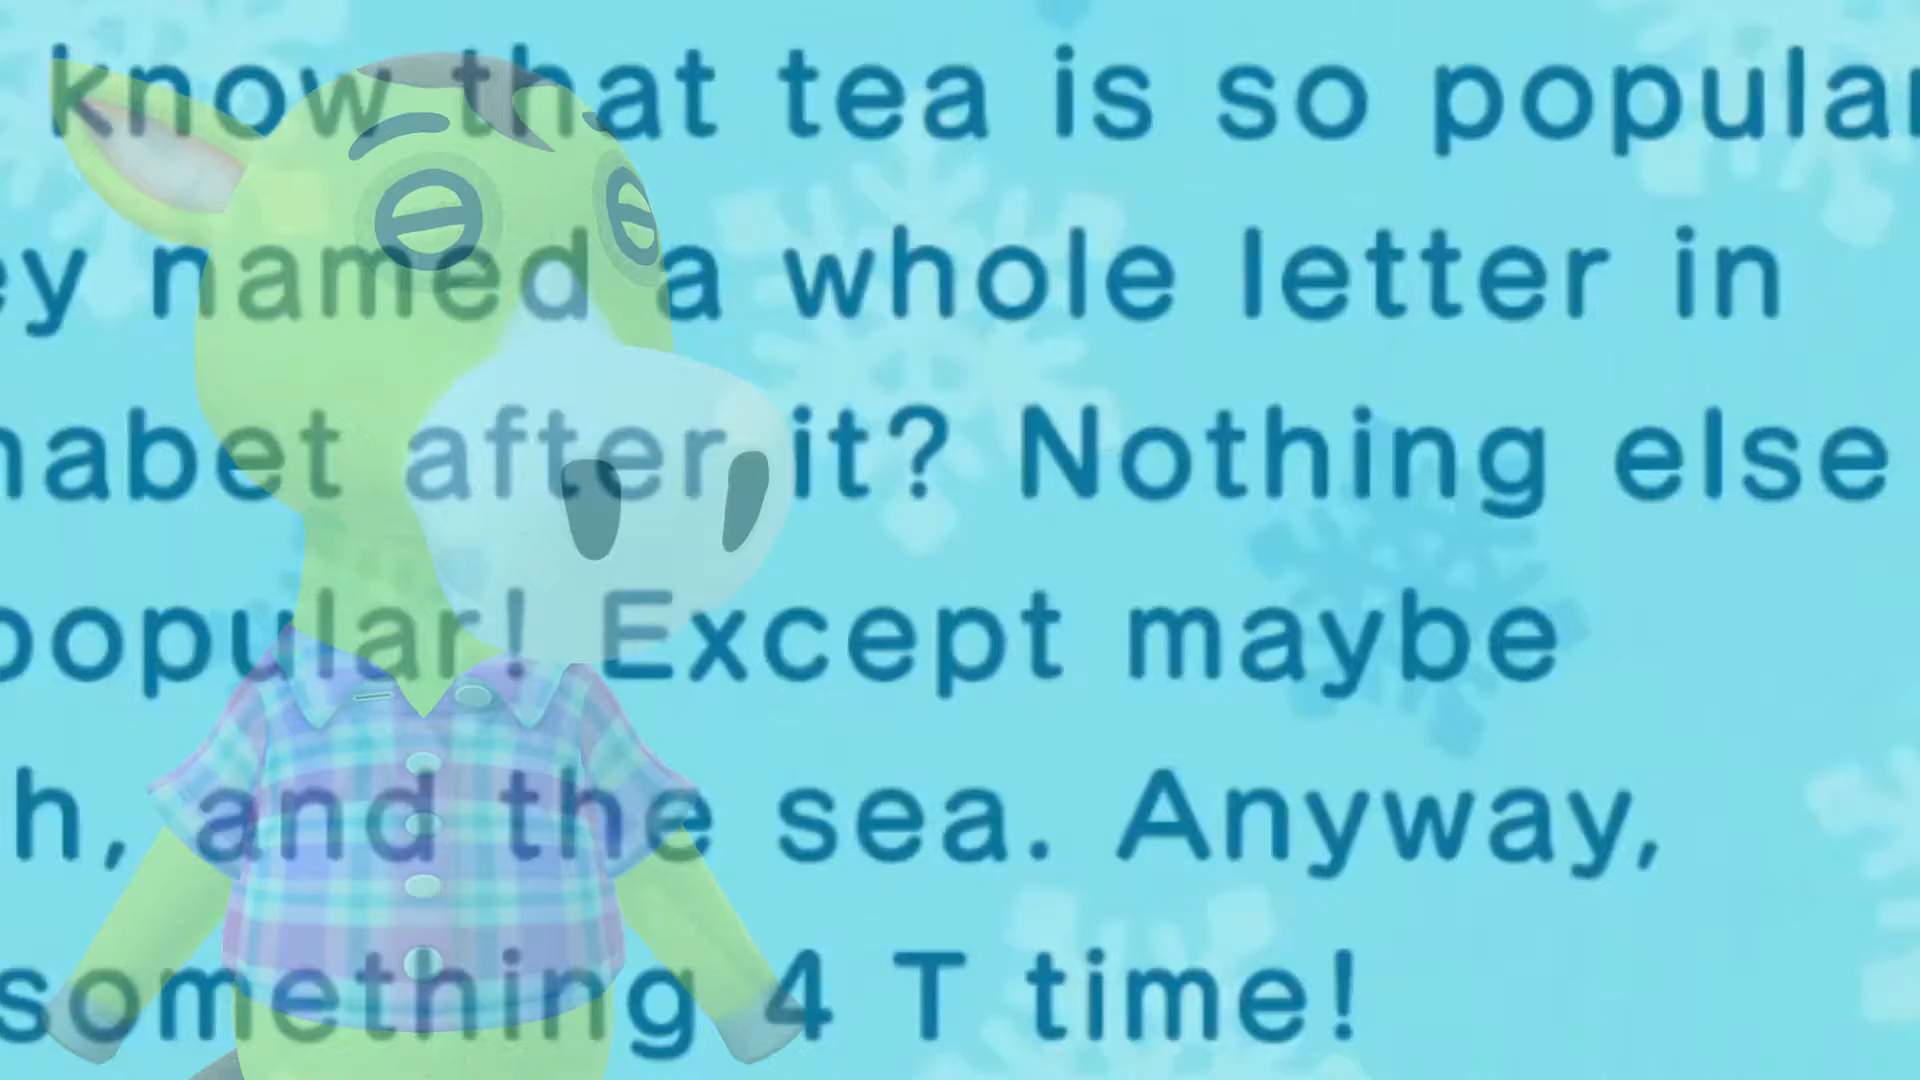 know that tea is so popular
ey named a whole letter in
habet after it? Nothing else
popular! Except maybe
h, and the sea. Anyway,
something 4 T time!